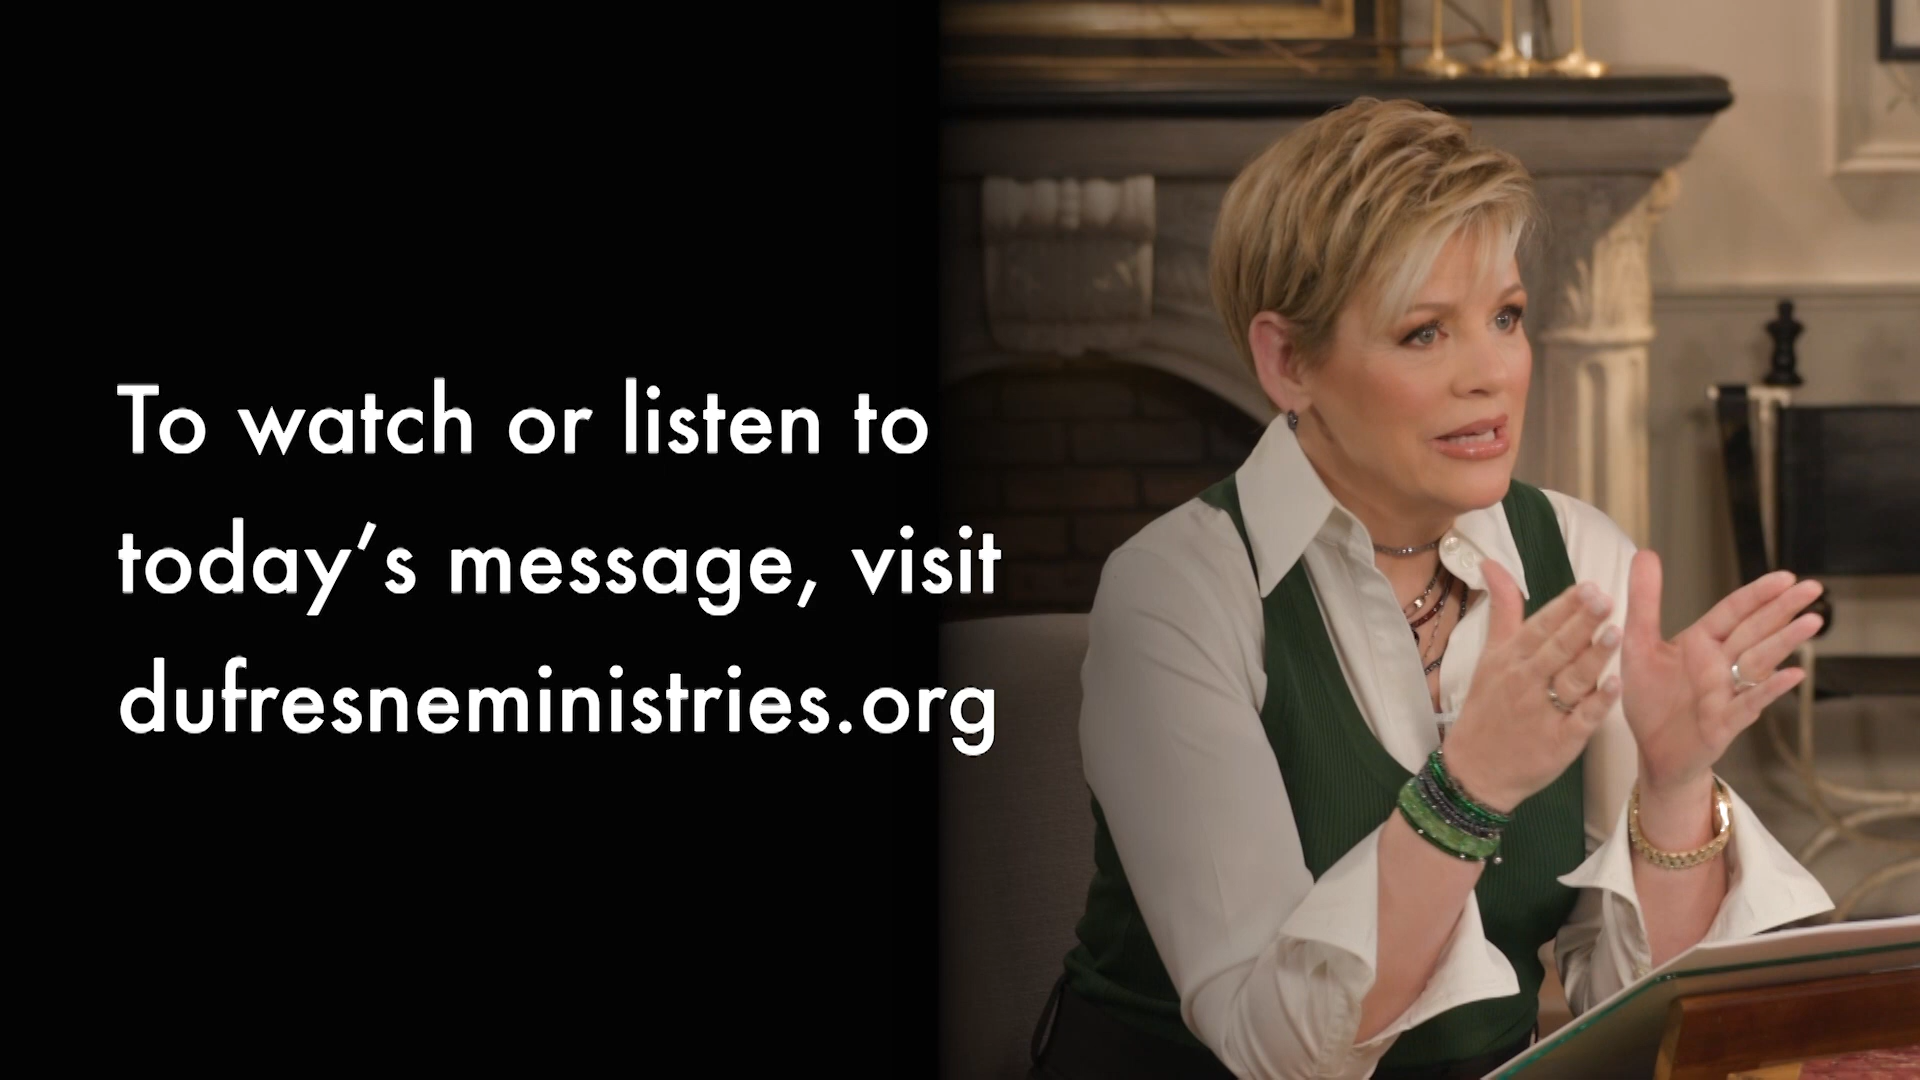 To watch or listen to
today’s message, visit
dufresneministries.org